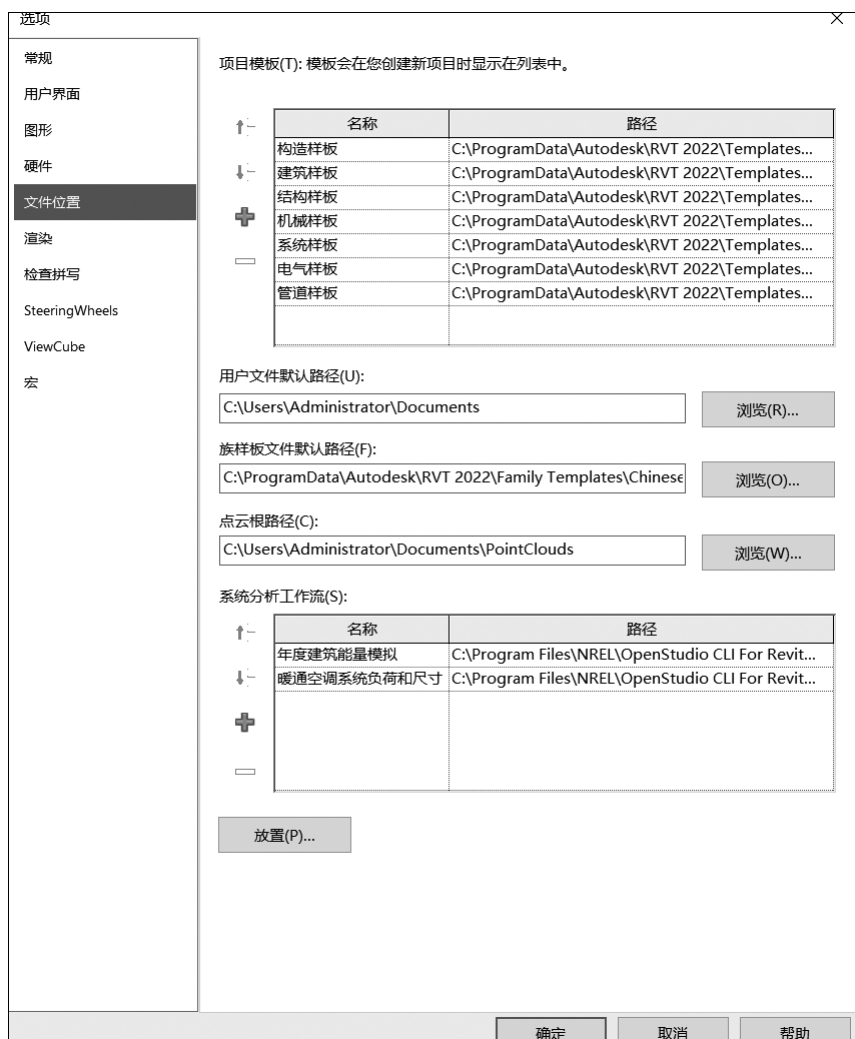 选项
常规
用户界面
图形
硬件
文件位置
渲染
检查拼写
SteeringWheels
ViewCube
宏
项目模板(T): 模板会在您创建新项目时显示在列表中。
名称 路径
构造样板 C:\ProgramData\Autodesk\RVT 2022\Templates...
建筑样板 C:\ProgramData\Autodesk\RVT 2022\Templates...
结构样板 C:\ProgramData\Autodesk\RVT 2022\Templates...
机械样板 C:\ProgramData\Autodesk\RVT 2022\Templates...
系统样板 C:\ProgramData\Autodesk\RVT 2022\Templates...
电气样板 C:\ProgramData\Autodesk\RVT 2022\Templates...
管道样板 C:\ProgramData\Autodesk\RVT 2022\Templates...
用户文件默认路径(U):
C:\Users\Administrator\Documents 浏览(R)...
族样板文件默认路径(F):
C:\ProgramData\Autodesk\RVT 2022\Family Templates\Chinese 浏览(O)...
点云根路径(C):
C:\Users\Administrator\Documents\PointClouds 浏览(W)...
系统分析工作流(S):
名称 路径
年度建筑能量模拟 C:\Program Files\NREL\OpenStudio CLI For Revit...
暖通空调系统负荷和尺寸 C:\Program Files\NREL\OpenStudio CLI For Revit...
放置(P)...
确定 取消 帮助